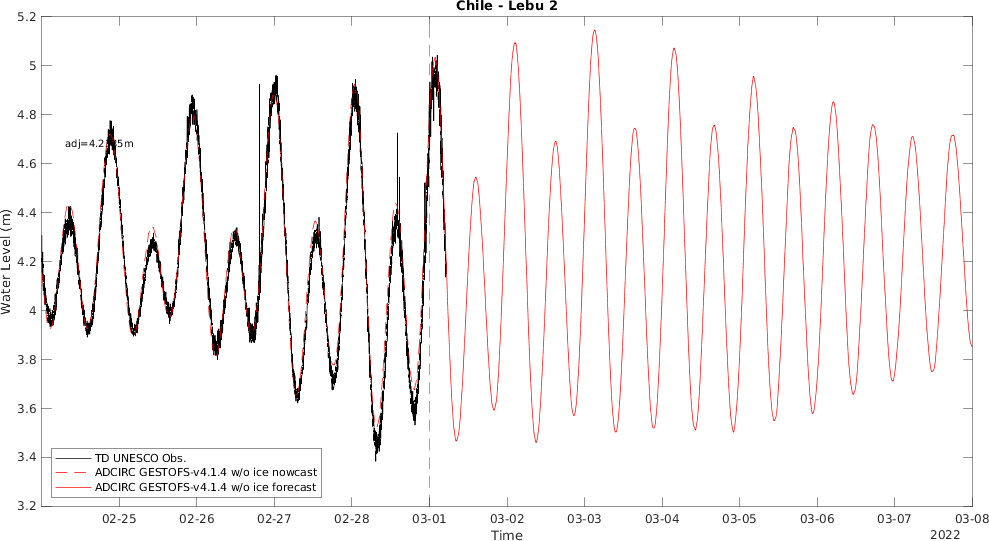 Chile - Lebu 2
5.2
5
4.8
4.6
4.4
4.2
4
3.8
3.6
3.4
3.2
Water Level (m)
TD UNESCO Obs.
ADCIRC GESTOFS-v4.1.4 w/o ice nowcast
ADCIRC GESTOFS-v4.1.4 w/o ice forecast
02-25 02-26 02-27 02-28 03-01 03-02 03-03 03-04 03-05 03-06 03-07 03-08
Time
2022